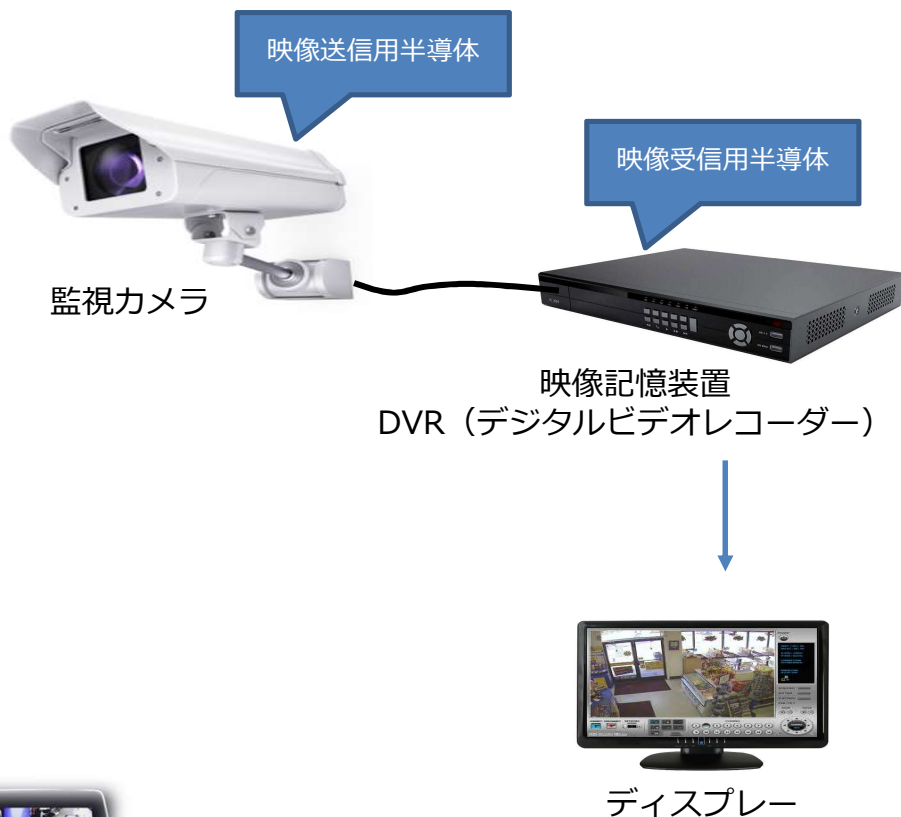 映像送信用半導体
映像受信用半導体
監視カメラ
映像記憶装置
DVR（デジタルビデオレコーダー）
ディスプレー